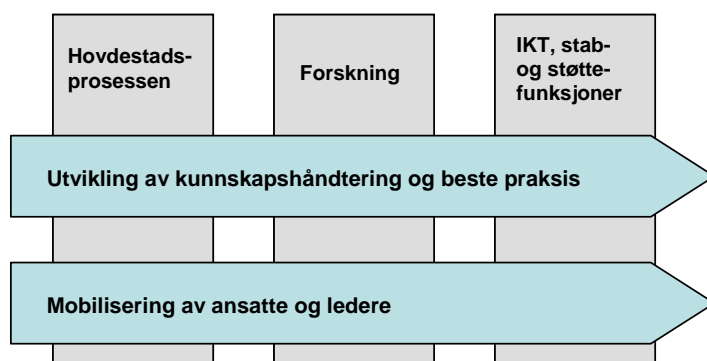 Hovdestads-
prosessen
Forskning
IKT, stab-
og støtte-
funksjoner
Utvikling av kunnskapshåndtering og beste praksis
Mobilisering av ansatte og ledere